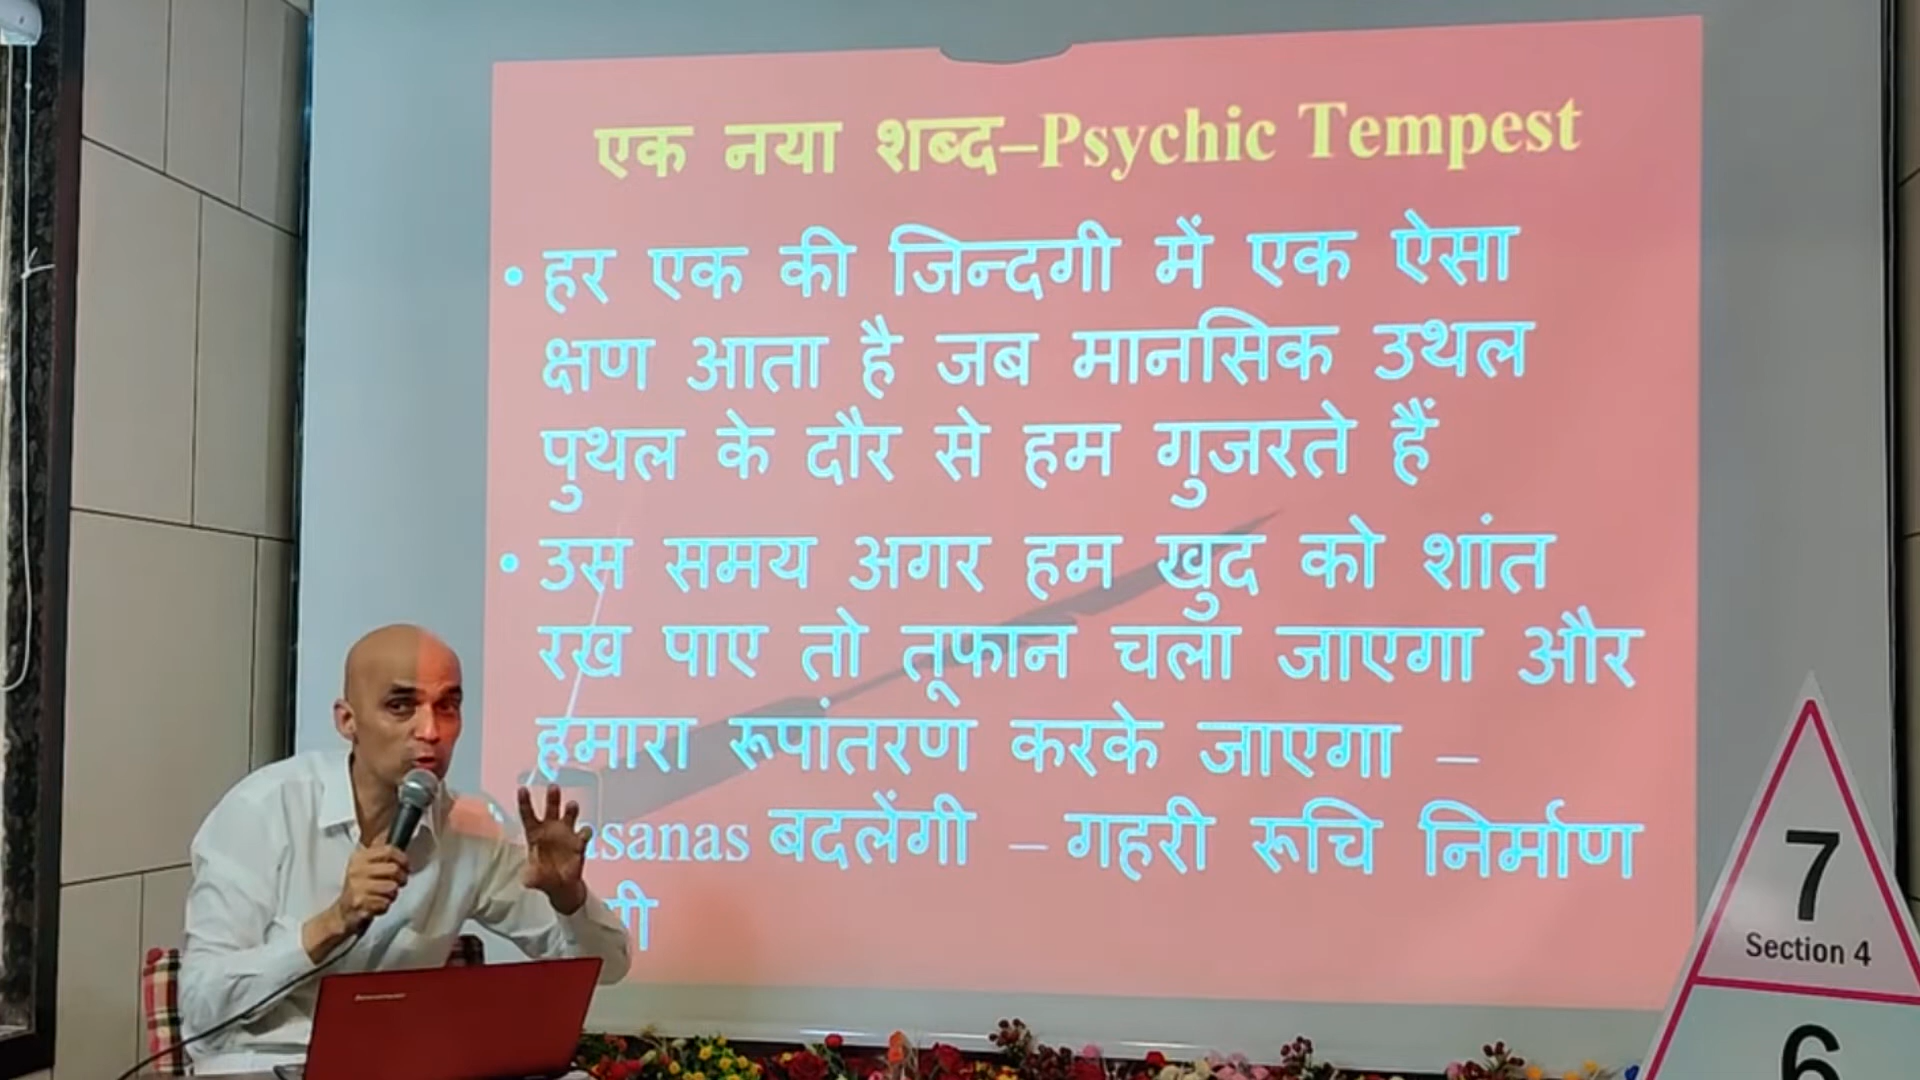 एक नया शब्द–Psychic Tempest
• हर एक की जिन्दगी में एक ऐसा
क्षण आता है जब मानसिक उथल
पुथल के दौर से हम गुजरते हैं
• उस समय अगर हम खुद को शांत
रख पाए तो तूफान चला जाएगा और
हमारा रूपांतरण करके जाएगा –
बदलेंगी – गहरी रूचि निर्माण
7
Section 4
6